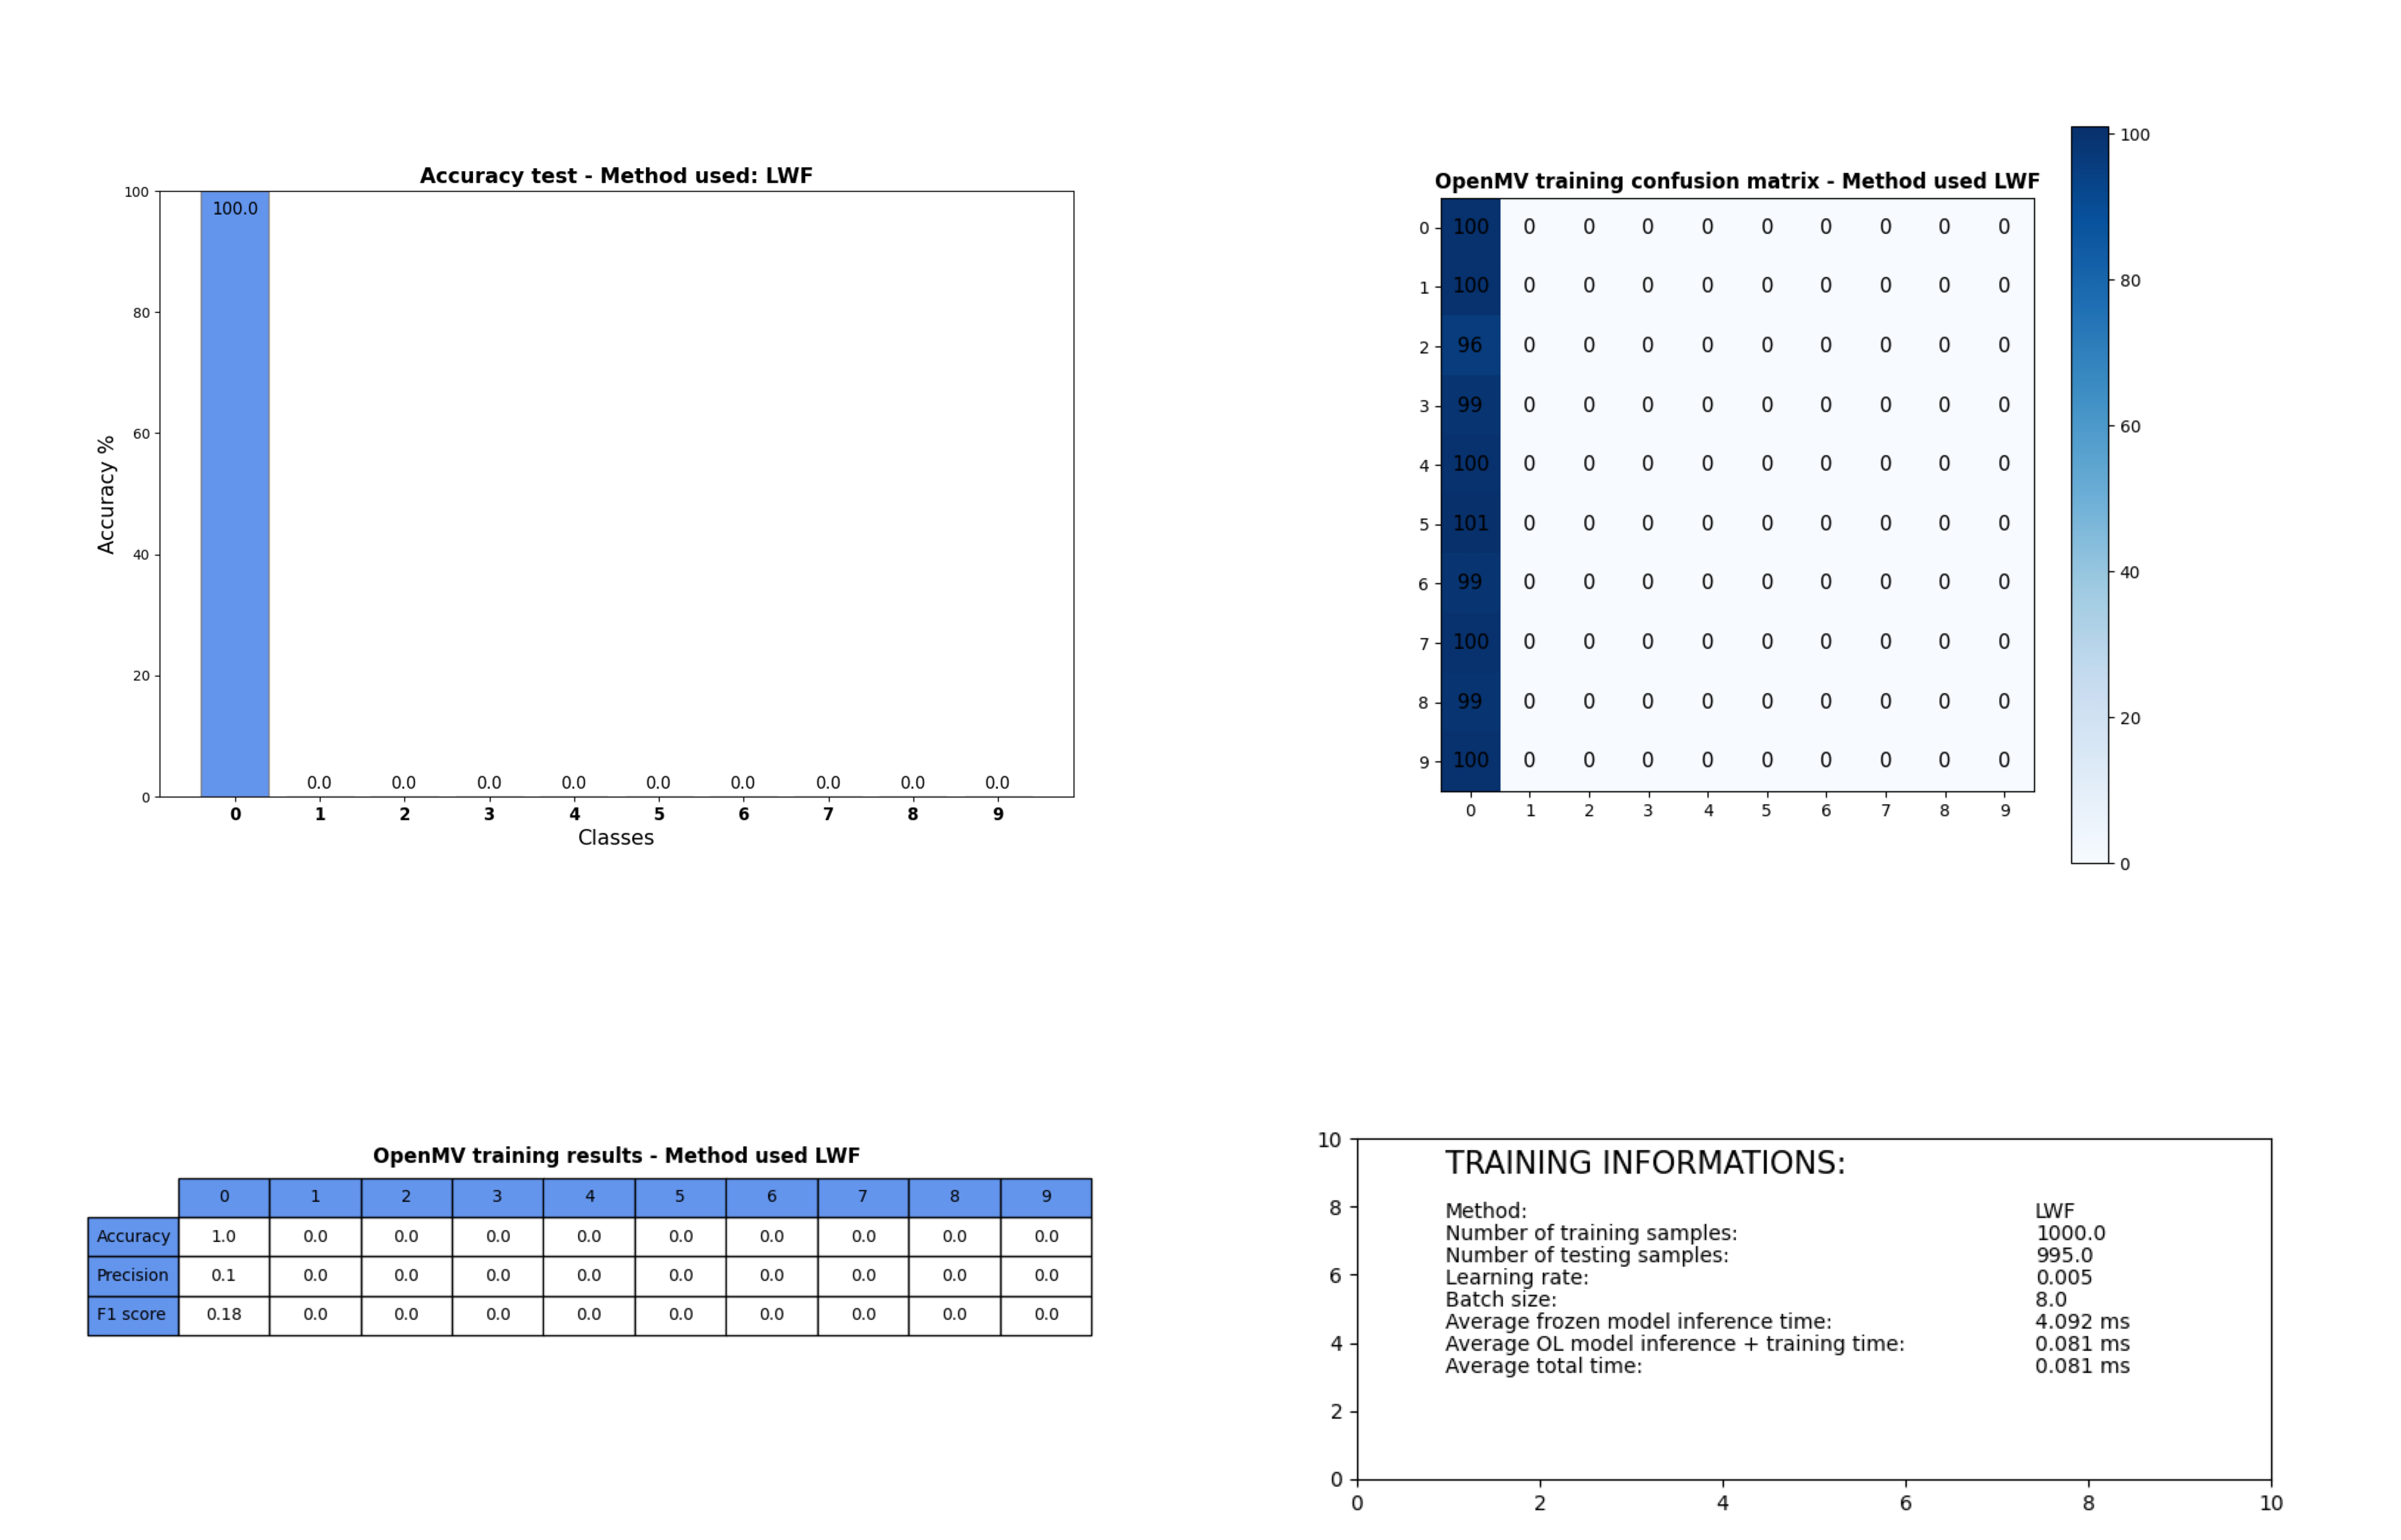 Accuracy test - Method used: LWF
100
80
60
40
20
0
Accuracy %
100.0
0.0 0.0 0.0 0.0 0.0 0.0 0.0 0.0 0.0
0 1 2 3 4 5 6 7 8 9
Classes
OpenMV training confusion matrix - Method used LWF
0 100 0 0 0 0 0 0 0 0 0
1 100 0 0 0 0 0 0 0 0 0
2 96 0 0 0 0 0 0 0 0 0
3 99 0 0 0 0 0 0 0 0 0
4 100 0 0 0 0 0 0 0 0 0
5 101 0 0 0 0 0 0 0 0 0
6 99 0 0 0 0 0 0 0 0 0
7 100 0 0 0 0 0 0 0 0 0
8 99 0 0 0 0 0 0 0 0 0
9 100 0 0 0 0 0 0 0 0 0
0 1 2 3 4 5 6 7 8 9
100
80
60
40
20
0
OpenMV training results - Method used LWF
0 1 2 3 4 5 6 7 8 9
Accuracy 1.0 0.0 0.0 0.0 0.0 0.0 0.0 0.0 0.0 0.0
Precision 0.1 0.0 0.0 0.0 0.0 0.0 0.0 0.0 0.0 0.0
F1 score 0.18 0.0 0.0 0.0 0.0 0.0 0.0 0.0 0.0 0.0
10
8
6
4
2
0
TRAINING INFORMATIONS:
Method: LWF
Number of training samples: 1000.0
Number of testing samples: 995.0
Learning rate: 0.005
Batch size: 8.0
Average frozen model inference time: 4.092 ms
Average OL model inference + training time: 0.081 ms
Average total time: 0.081 ms
0 2 4 6 8 10